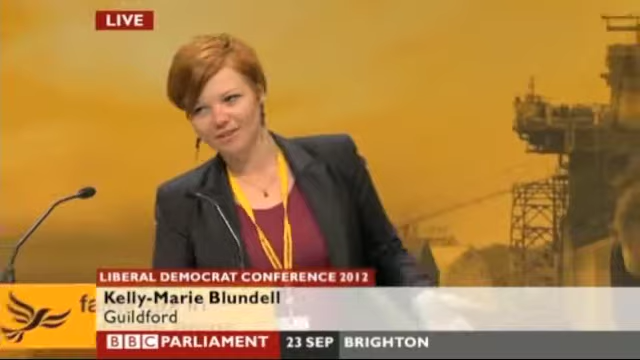 LIVE
LIBERAL DEMOCRAT CONFERENCE 2012
Kelly-Marie Blundell
Guildford
BBC PARLIAMENT 23 SEP BRIGHTON